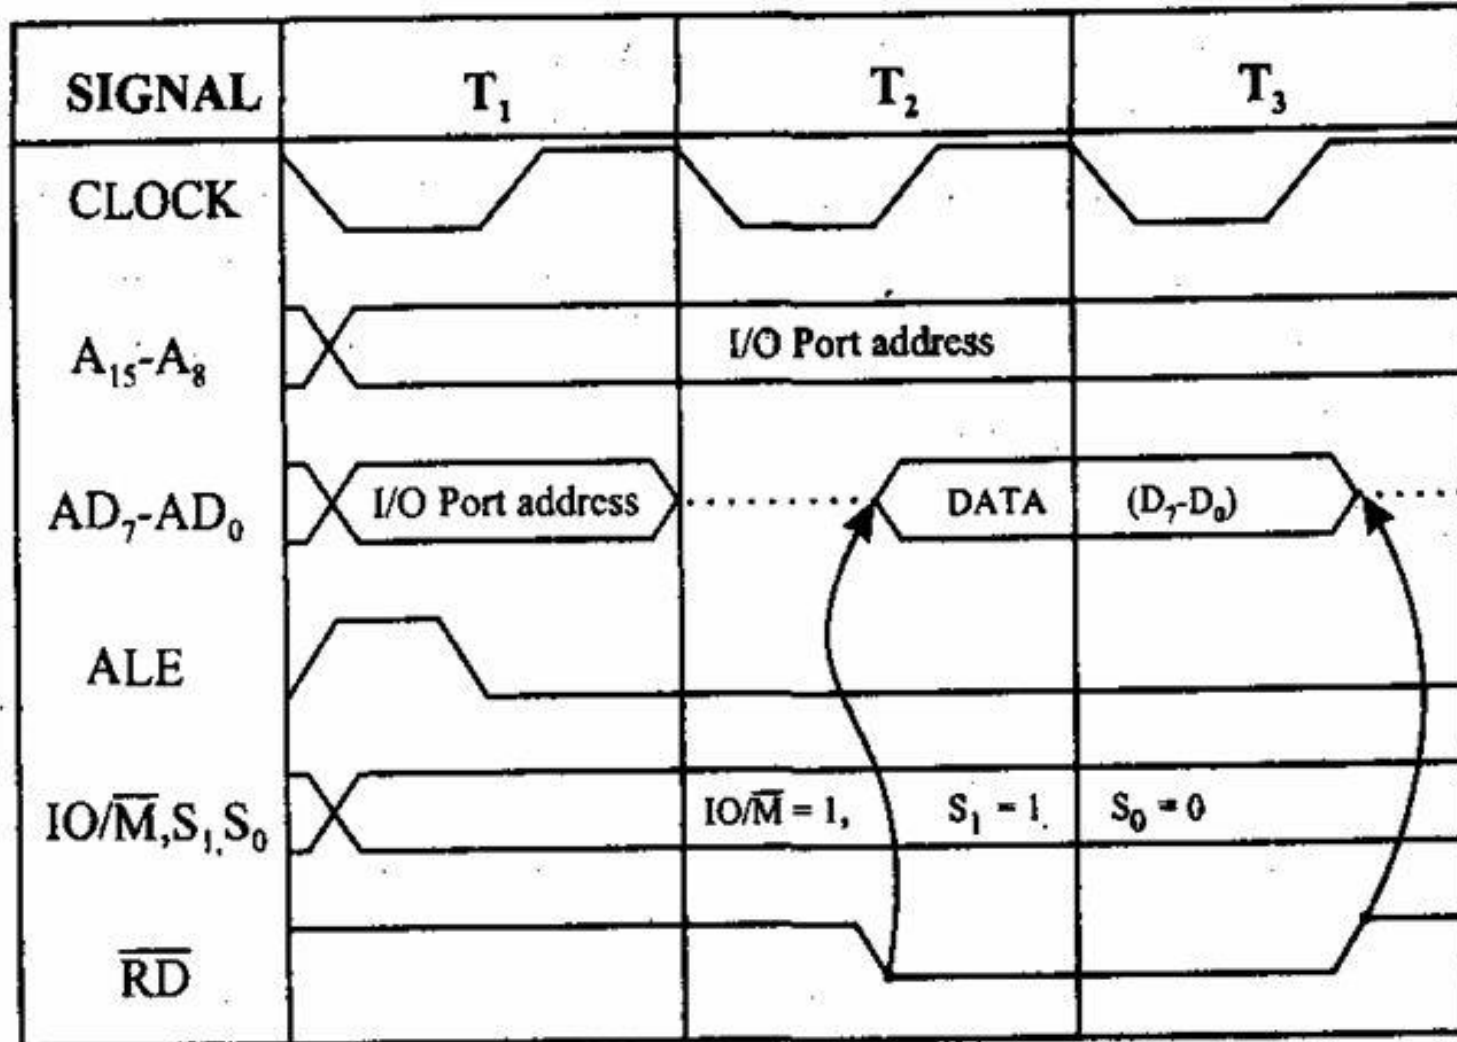 SIGNAL T₁ T₂ T₃
CLOCK
A₁₅-A₈ I/O Port address
AD₇-AD₀ I/O Port address DATA (D₇-D₀)
ALE
IO/M̅,S₁,S₀ IO/M̅ = 1, S₁ = 1 S₀ = 0
R̅D̅